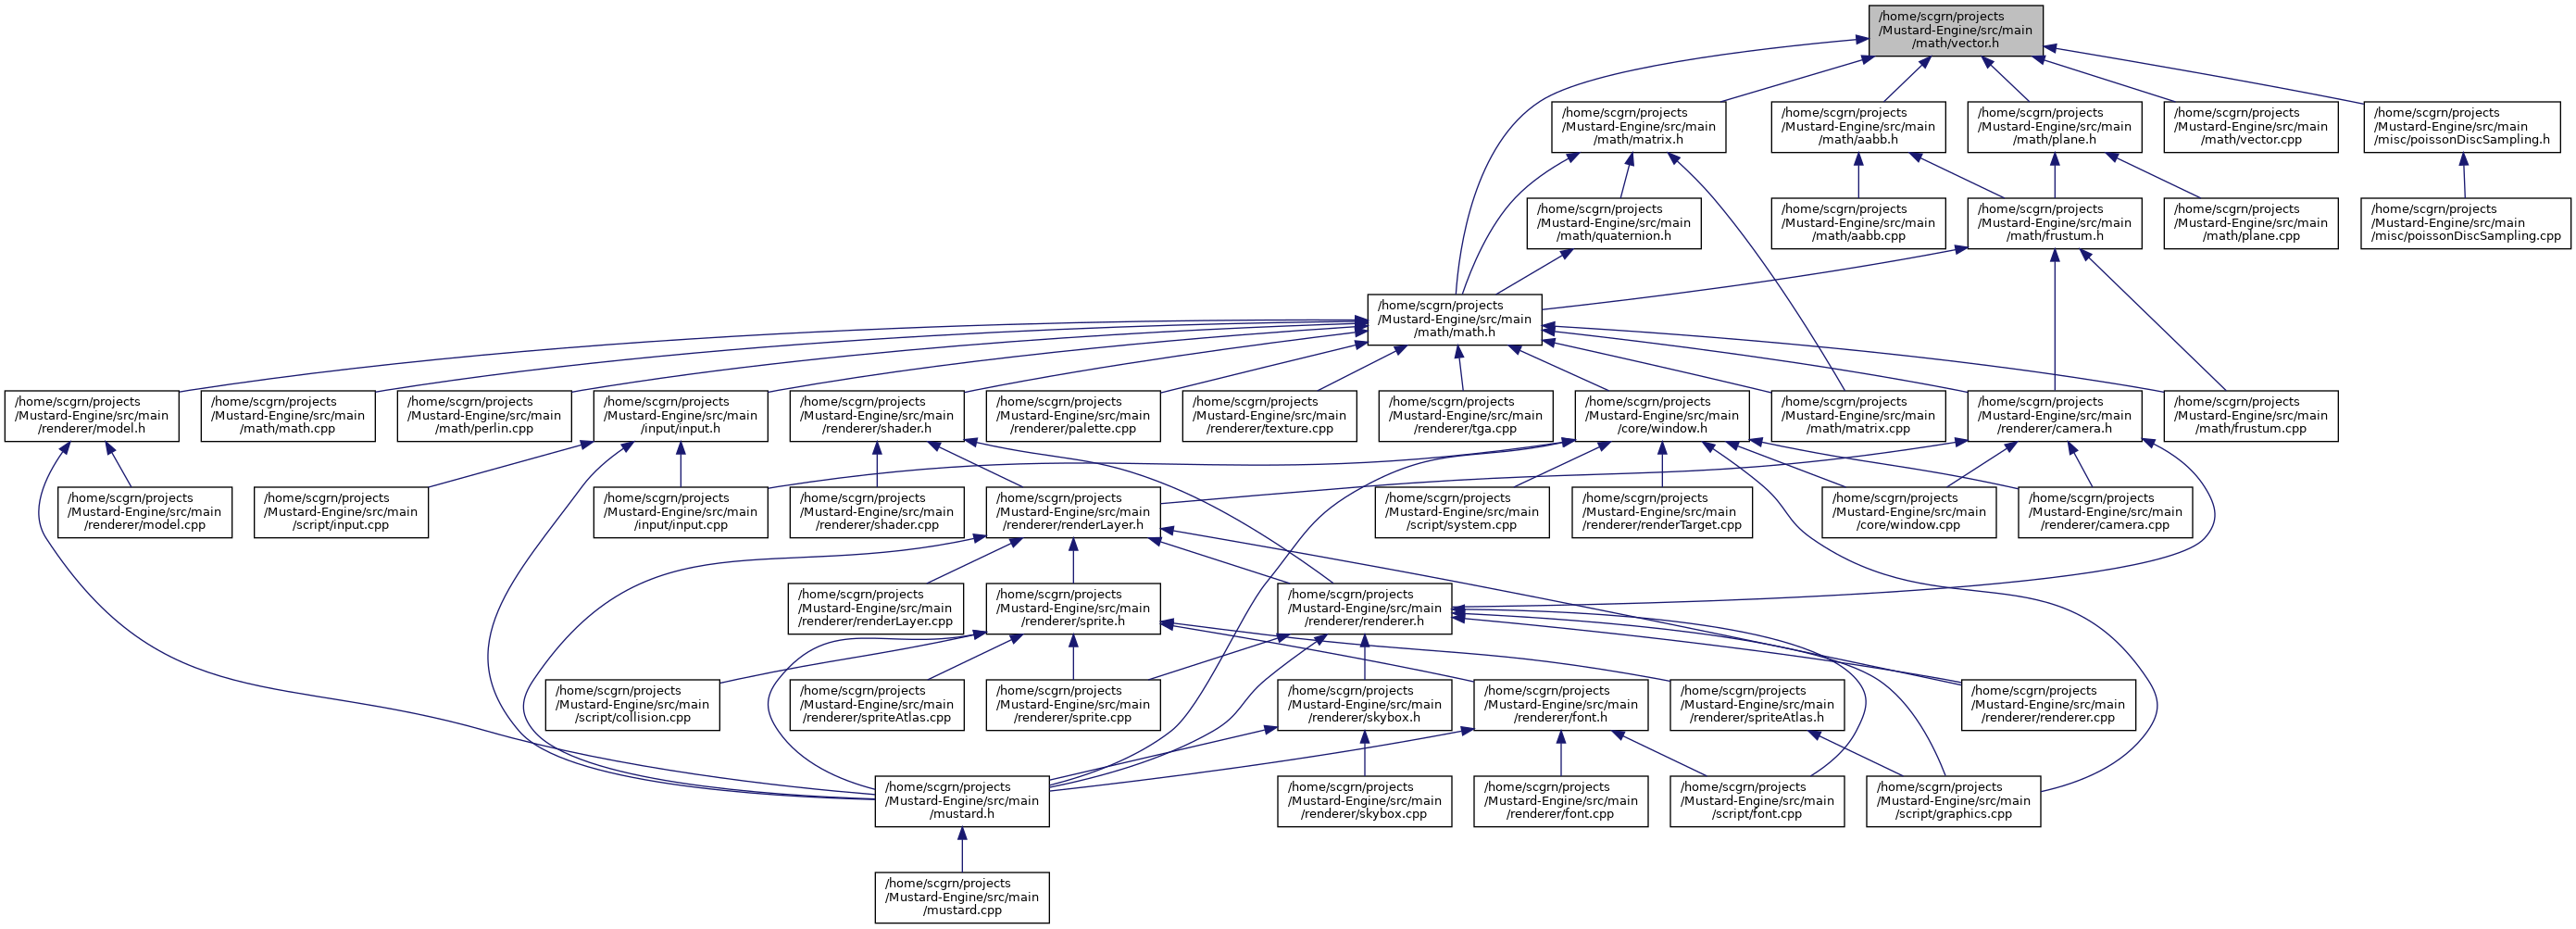 /home/scgrn/projects
/Mustard-Engine/src/main
/math/vector.h
/home/scgrn/projects
/Mustard-Engine/src/main
/math/matrix.h
/home/scgrn/projects
/Mustard-Engine/src/main
/math/aabb.h
/home/scgrn/projects
/Mustard-Engine/src/main
/math/plane.h
/home/scgrn/projects
/Mustard-Engine/src/main
/math/vector.cpp
/home/scgrn/projects
/Mustard-Engine/src/main
/misc/poissonDiscSampling.h
/home/scgrn/projects
/Mustard-Engine/src/main
/math/quaternion.h
/home/scgrn/projects
/Mustard-Engine/src/main
/math/aabb.cpp
/home/scgrn/projects
/Mustard-Engine/src/main
/math/frustum.h
/home/scgrn/projects
/Mustard-Engine/src/main
/math/plane.cpp
/home/scgrn/projects
/Mustard-Engine/src/main
/misc/poissonDiscSampling.cpp
/home/scgrn/projects
/Mustard-Engine/src/main
/math/math.h
/home/scgrn/projects
/Mustard-Engine/src/main
/renderer/model.h
/home/scgrn/projects
/Mustard-Engine/src/main
/math/math.cpp
/home/scgrn/projects
/Mustard-Engine/src/main
/math/perlin.cpp
/home/scgrn/projects
/Mustard-Engine/src/main
/input/input.h
/home/scgrn/projects
/Mustard-Engine/src/main
/renderer/shader.h
/home/scgrn/projects
/Mustard-Engine/src/main
/renderer/palette.cpp
/home/scgrn/projects
/Mustard-Engine/src/main
/renderer/texture.cpp
/home/scgrn/projects
/Mustard-Engine/src/main
/renderer/tga.cpp
/home/scgrn/projects
/Mustard-Engine/src/main
/core/window.h
/home/scgrn/projects
/Mustard-Engine/src/main
/math/matrix.cpp
/home/scgrn/projects
/Mustard-Engine/src/main
/renderer/camera.h
/home/scgrn/projects
/Mustard-Engine/src/main
/math/frustum.cpp
/home/scgrn/projects
/Mustard-Engine/src/main
/renderer/model.cpp
/home/scgrn/projects
/Mustard-Engine/src/main
/script/input.cpp
/home/scgrn/projects
/Mustard-Engine/src/main
/input/input.cpp
/home/scgrn/projects
/Mustard-Engine/src/main
/renderer/shader.cpp
/home/scgrn/projects
/Mustard-Engine/src/main
/renderer/renderLayer.h
/home/scgrn/projects
/Mustard-Engine/src/main
/script/system.cpp
/home/scgrn/projects
/Mustard-Engine/src/main
/renderer/renderTarget.cpp
/home/scgrn/projects
/Mustard-Engine/src/main
/core/window.cpp
/home/scgrn/projects
/Mustard-Engine/src/main
/renderer/camera.cpp
/home/scgrn/projects
/Mustard-Engine/src/main
/renderer/renderLayer.cpp
/home/scgrn/projects
/Mustard-Engine/src/main
/renderer/sprite.h
/home/scgrn/projects
/Mustard-Engine/src/main
/renderer/renderer.h
/home/scgrn/projects
/Mustard-Engine/src/main
/script/collision.cpp
/home/scgrn/projects
/Mustard-Engine/src/main
/renderer/spriteAtlas.cpp
/home/scgrn/projects
/Mustard-Engine/src/main
/renderer/sprite.cpp
/home/scgrn/projects
/Mustard-Engine/src/main
/renderer/skybox.h
/home/scgrn/projects
/Mustard-Engine/src/main
/renderer/font.h
/home/scgrn/projects
/Mustard-Engine/src/main
/renderer/spriteAtlas.h
/home/scgrn/projects
/Mustard-Engine/src/main
/renderer/renderer.cpp
/home/scgrn/projects
/Mustard-Engine/src/main
/mustard.h
/home/scgrn/projects
/Mustard-Engine/src/main
/renderer/skybox.cpp
/home/scgrn/projects
/Mustard-Engine/src/main
/renderer/font.cpp
/home/scgrn/projects
/Mustard-Engine/src/main
/script/font.cpp
/home/scgrn/projects
/Mustard-Engine/src/main
/script/graphics.cpp
/home/scgrn/projects
/Mustard-Engine/src/main
/mustard.cpp